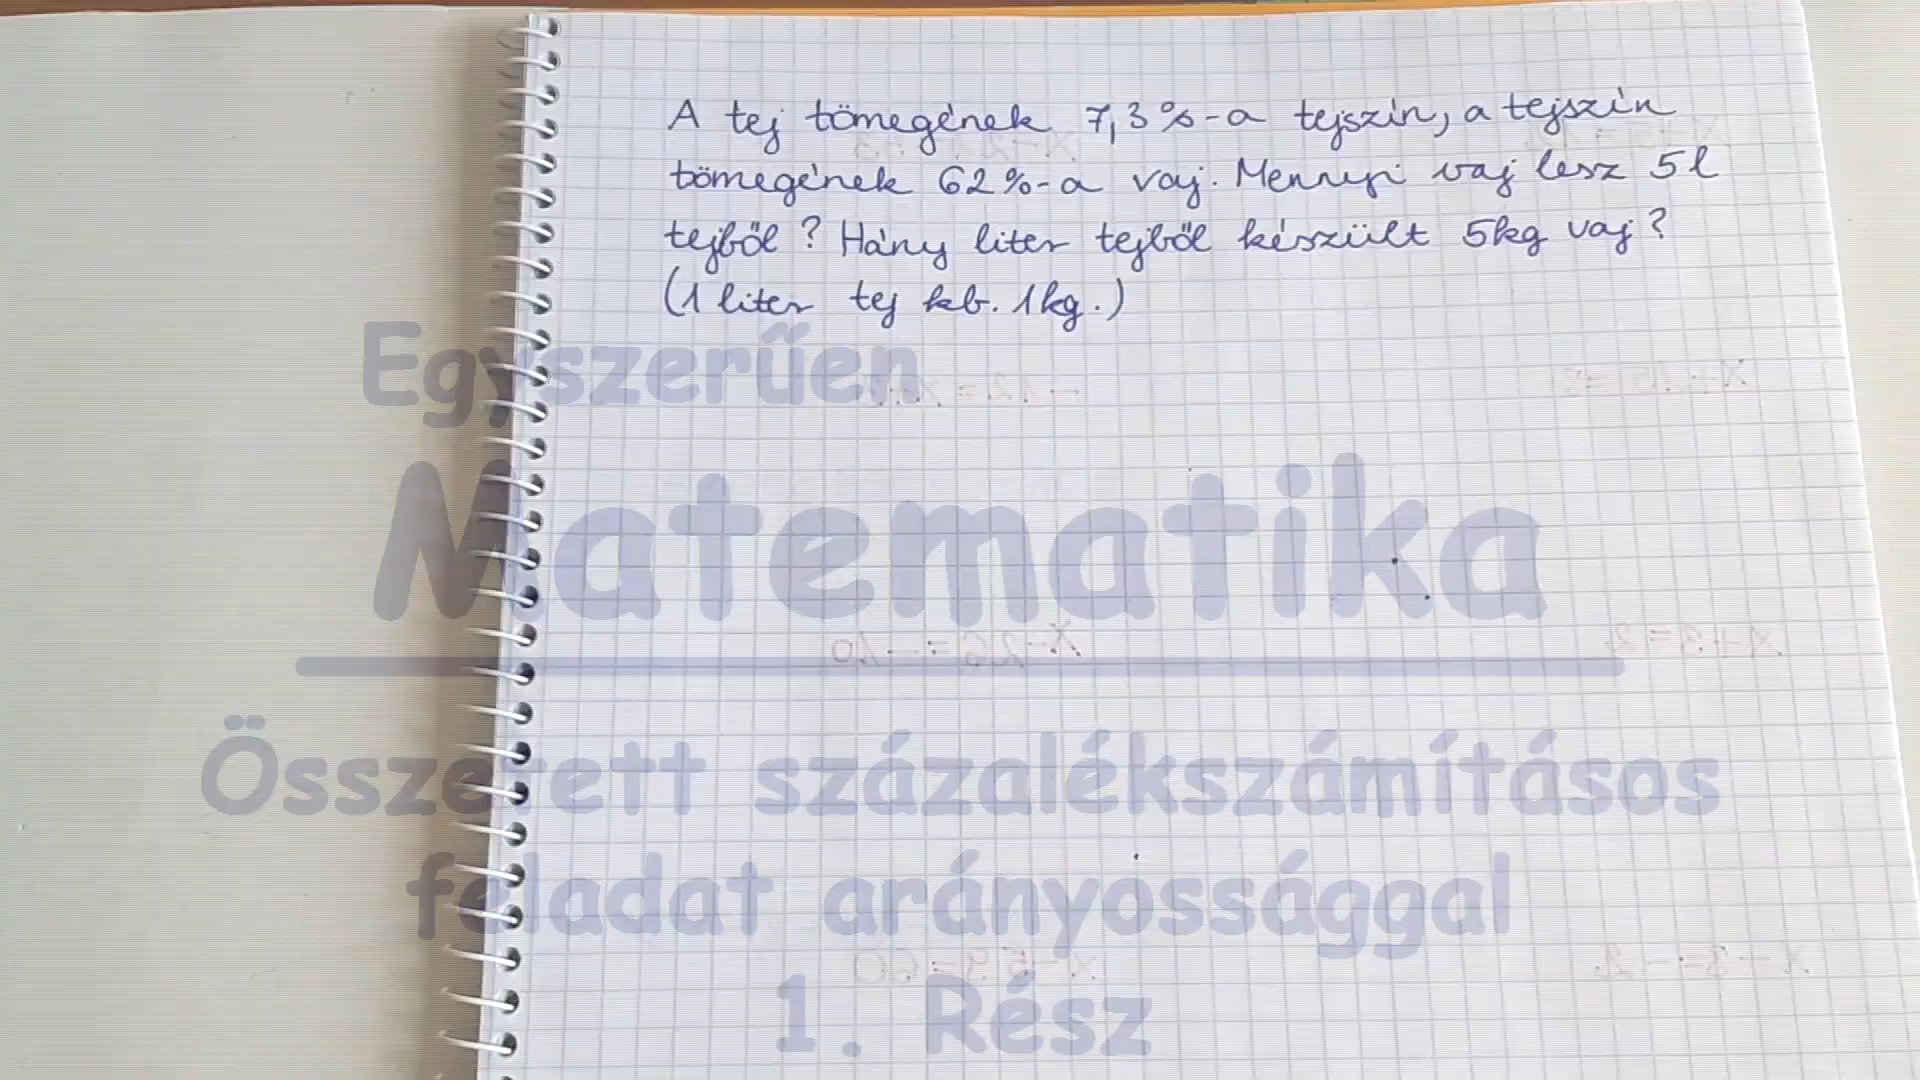 A tej tömegének 7,3%-a tejszín, a tejszín
tömegének 62%-a vaj. Mennyi vaj lesz 5l
tejből? Hány liter tejből készült 5kg vaj?
(1 liter tej kb. 1kg.)
Egyszerűen
Matematika
Összetett százalékszámításos
feladat arányossággal
1. Rész